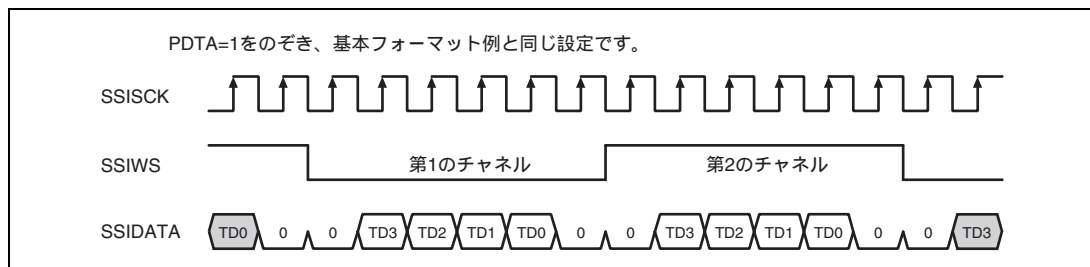 PDTA=1をのぞき、基本フォーマット例と同じ設定です。
SSISCK
SSIWS 第1のチャネル 第2のチャネル
SSIDATA TD0 0 0 TD3 TD2 TD1 TD0 0 0 TD3 TD2 TD1 TD0 0 0 TD3